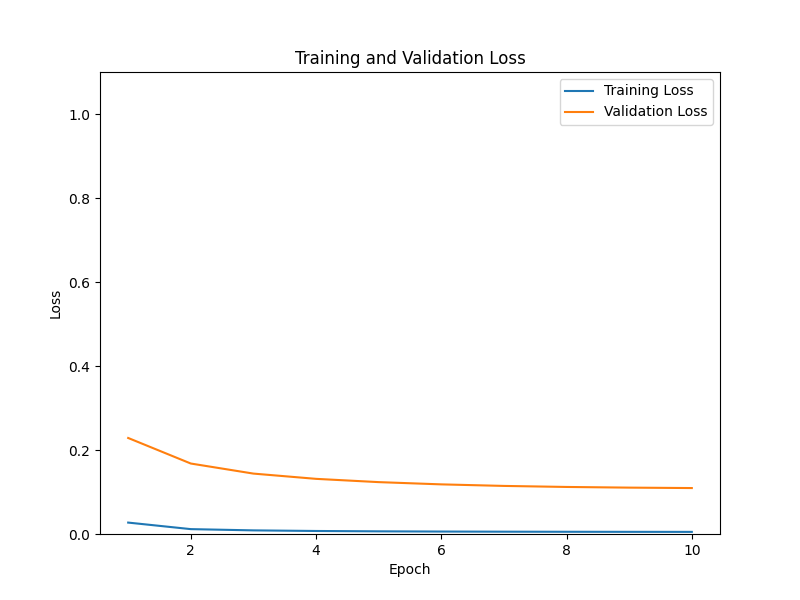 Training and Validation Loss
Training Loss
Validation Loss
1.0
0.8
0.6
0.4
0.2
0.0
Loss
2 4 6 8 10
Epoch